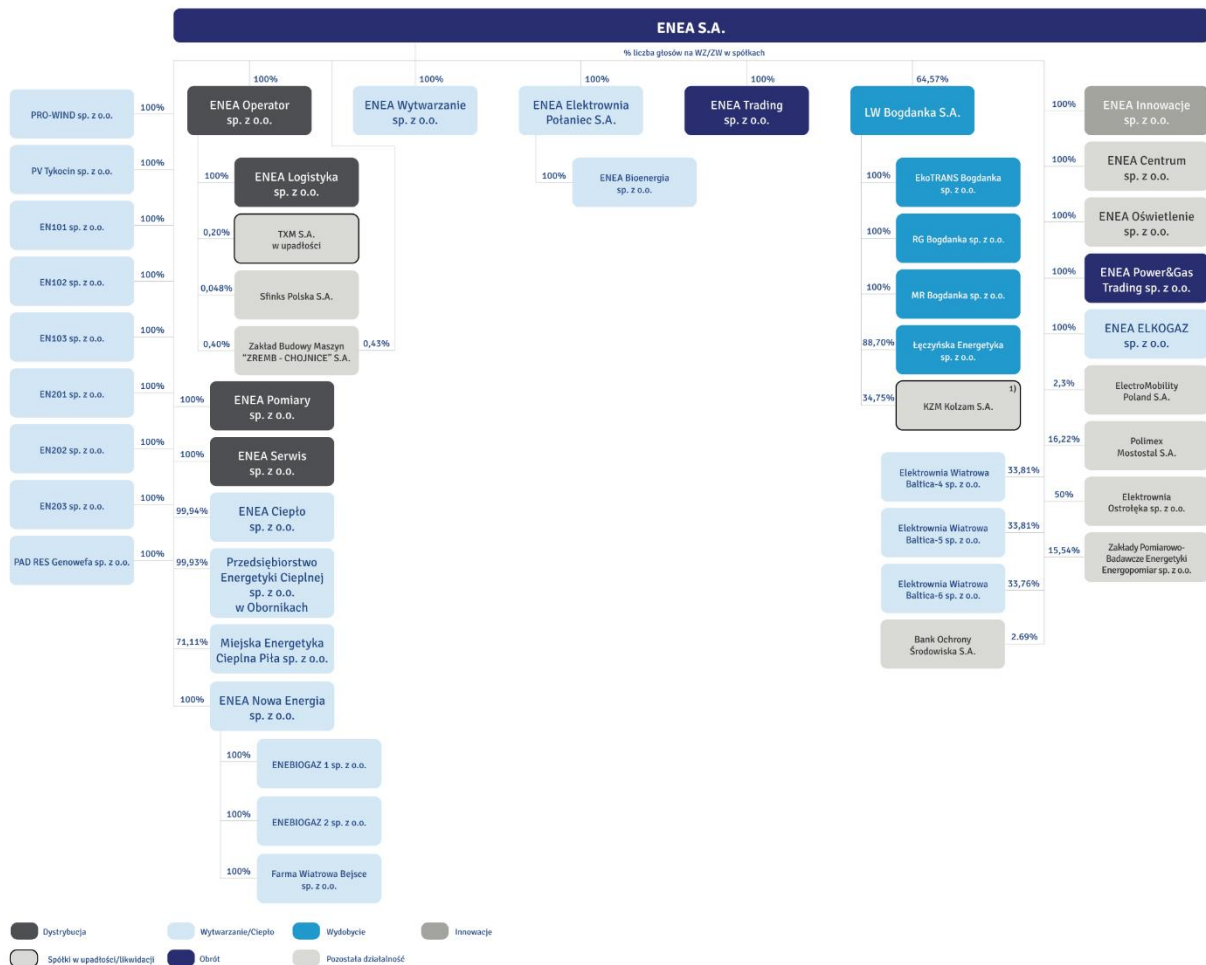 ENEA S.A.
% liczba głosów na WZ/ZW w spółkach
100%
PRO-WIND sp. z o.o.
100%
PV Tykocin sp. z o.o.
100%
EN101 sp. z o.o.
100%
EN102 sp. z o.o.
100%
EN103 sp. z o.o.
100%
EN201 sp. z o.o.
100%
EN202 sp. z o.o.
100%
EN203 sp. z o.o.
100%
PAD RES Genowefa sp. z o.o.
100%
ENEA Operator
sp. z o.o.
100%
ENEA Logistyka
sp. z o.o.
0,20%
TXM S.A.
w upadłości
0,048%
Sfinks Polska S.A.
0,40%
Zakład Budowy Maszyn
"ZREMB - CHOJNICE" S.A.
0,43%
100%
ENEA Pomiary
sp. z o.o.
100%
ENEA Serwis
sp. z o.o.
99,94%
ENEA Ciepło
sp. z o.o.
99,93%
Przedsiębiorstwo
Energetyki Cieplnej
sp. z o.o.
w Obornikach
71,11%
Miejska Energetyka
Cieplna Piła sp. z o.o.
100%
ENEA Nowa Energia
sp. z o.o.
100%
ENEBIOGAZ 1 sp. z o.o.
100%
ENEBIOGAZ 2 sp. z o.o.
100%
Farma Wiatrowa Bejsce
sp. z o.o.
100%
ENEA Wytwarzanie
sp. z o.o.
100%
ENEA Elektrownia
Połaniec S.A.
100%
ENEA Bioenergia
sp. z o.o.
100%
ENEA Trading
sp. z o.o.
64,57%
LW Bogdanka S.A.
100%
EkoTRANS Bogdanka
sp. z o.o.
100%
RG Bogdanka sp. z o.o.
100%
MR Bogdanka sp. z o.o.
88,70%
Łęczyńska Energetyka
sp. z o.o.
34,75%
KZM Kolzam S.A.
1)
Elektrownia Wiatrowa
Baltica-4 sp. z o.o.
33,81%
Elektrownia Wiatrowa
Baltica-5 sp. z o.o.
33,81%
Elektrownia Wiatrowa
Baltica-6 sp. z o.o.
33,76%
Bank Ochrony
Środowiska S.A.
2.69%
100%
ENEA Innowacje
sp. z o.o.
100%
ENEA Centrum
sp. z o.o.
100%
ENEA Oświetlenie
sp. z o.o.
100%
ENEA Power&Gas
Trading sp. z o.o.
100%
ENEA ELKOGAZ
sp. z o.o.
2,3%
ElectroMobility
Poland S.A.
16,22%
Polimex
Mostostal S.A.
50%
Elektrownia
Ostrołęka sp. z o.o.
15,54%
Zakłady Pomiarowo-
Badawcze Energetyki
Energopomiar sp. z o.o.
Dystrybucja
Wytwarzanie/Ciepło
Wydobycie
Innowacje
Spółki w upadłości/likwidacji
Obrót
Pozostała działalność